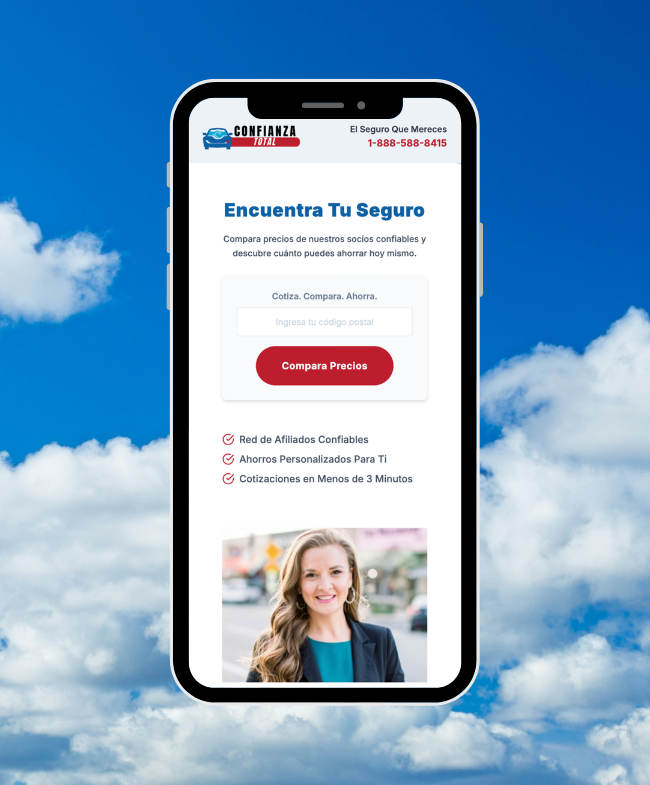 CONFIANZA
TOTAL
El Seguro Que Mereces
1-888-588-8415
Encuentra Tu Seguro
Compara precios de nuestros socios confiables y
descubre cuánto puedes ahorrar hoy mismo.
Cotiza. Compara. Ahorra.
Ingresa tu código postal
Compara Precios
Red de Afiliados Confiables
Ahorros Personalizados Para Ti
Cotizaciones en Menos de 3 Minutos